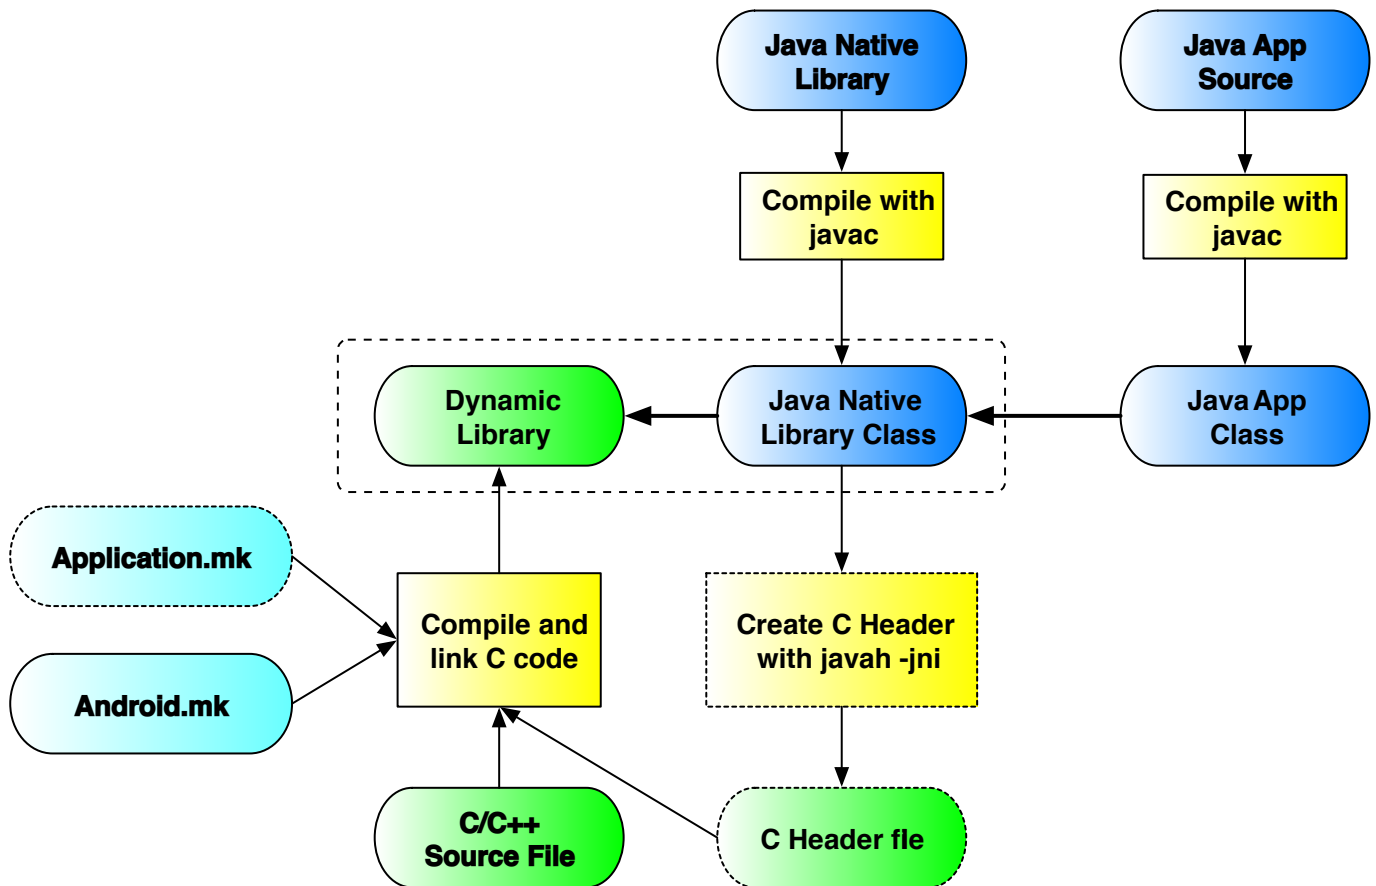 Java Native
Library
Java App
Source
Compile with
javac
Compile with
javac
Dynamic
Library
Java Native
Library Class
Java App
Class
Application.mk
Android.mk
Compile and
link C code
Create C Header
with javah -jni
C/C++
Source File
C Header fle